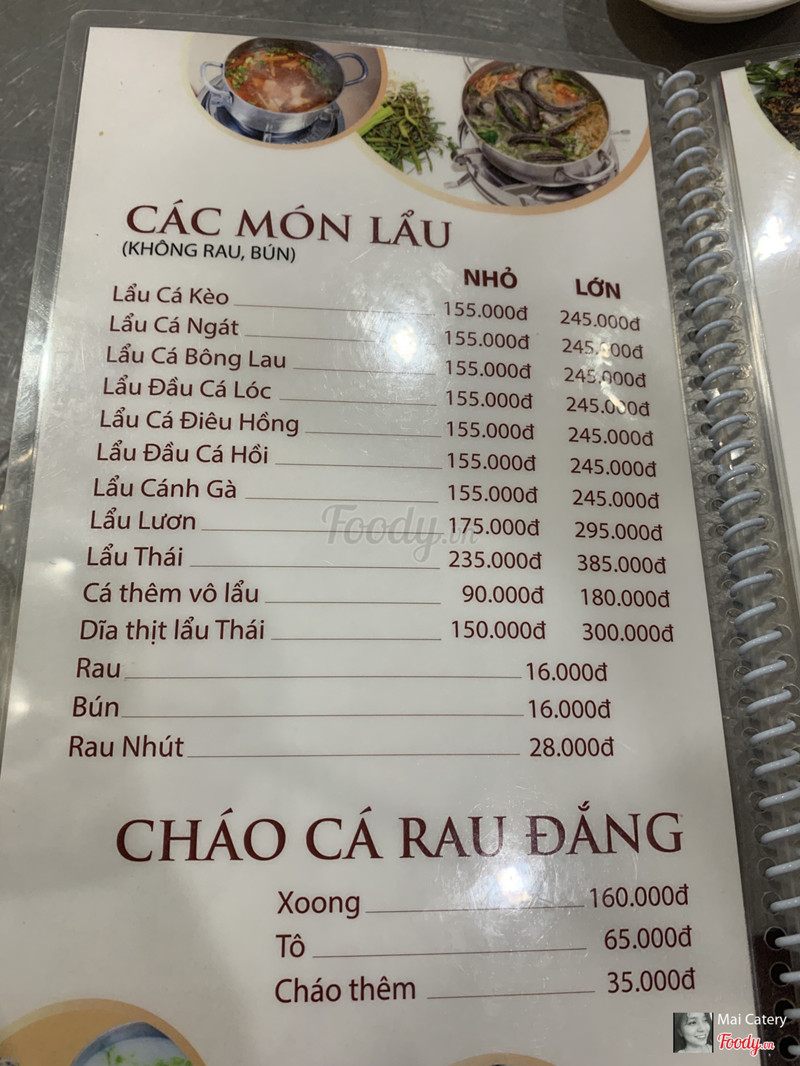 CÁC MÓN LẨU
(KHÔNG RAU, BÚN)
NHỎ LỚN
Lẩu Cá Kèo 155.000đ 245.000đ
Lẩu Cá Ngát 155.000đ 245.000đ
Lẩu Cá Bông Lau 155.000đ 245.000đ
Lẩu Đầu Cá Lóc 155.000đ 245.000đ
Lẩu Cá Điêu Hồng 155.000đ 245.000đ
Lẩu Đầu Cá Hồi 155.000đ 245.000đ
Lẩu Cánh Gà 155.000đ 245.000đ
Lẩu Lươn 175.000đ 295.000đ
Lẩu Thái 235.000đ 385.000đ
Cá thêm vô lẩu 90.000đ 180.000đ
Dĩa thịt lẩu Thái 150.000đ 300.000đ
Rau 16.000đ
Bún 16.000đ
Rau Nhút 28.000đ
Foody.vn
CHÁO CÁ RAU ĐẮNG
Xoong 160.000đ
Tô 65.000đ
Cháo thêm 35.000đ
Mai Catery
Foody.vn